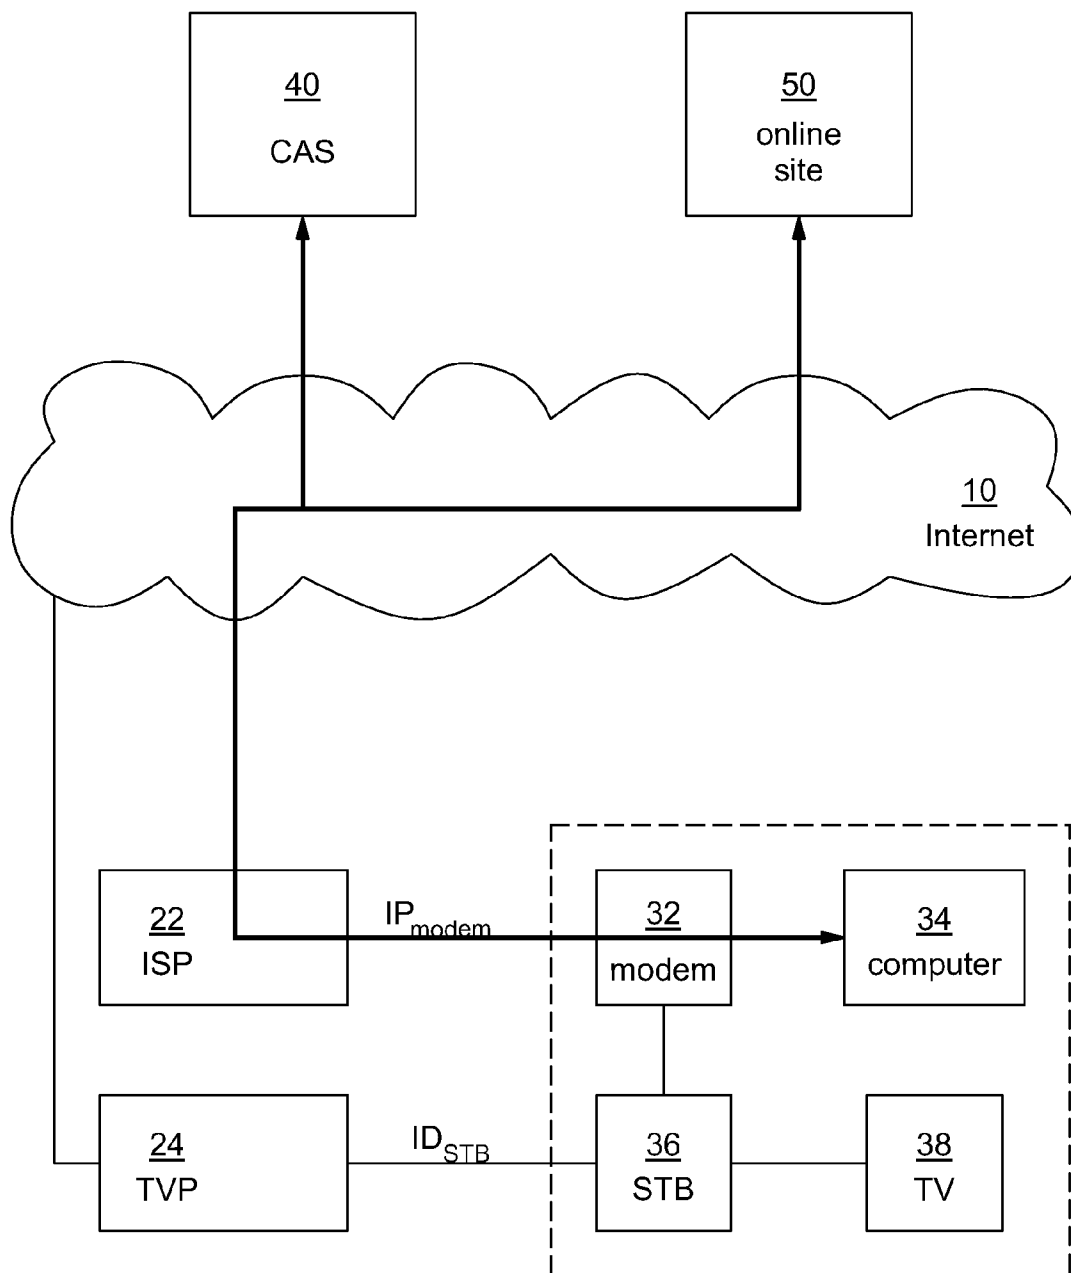 40
CAS
50
online
site
10
Internet
22
ISP
IPmodem
32
modem
34
computer
24
TVP
IDSTB
36
STB
38
TV